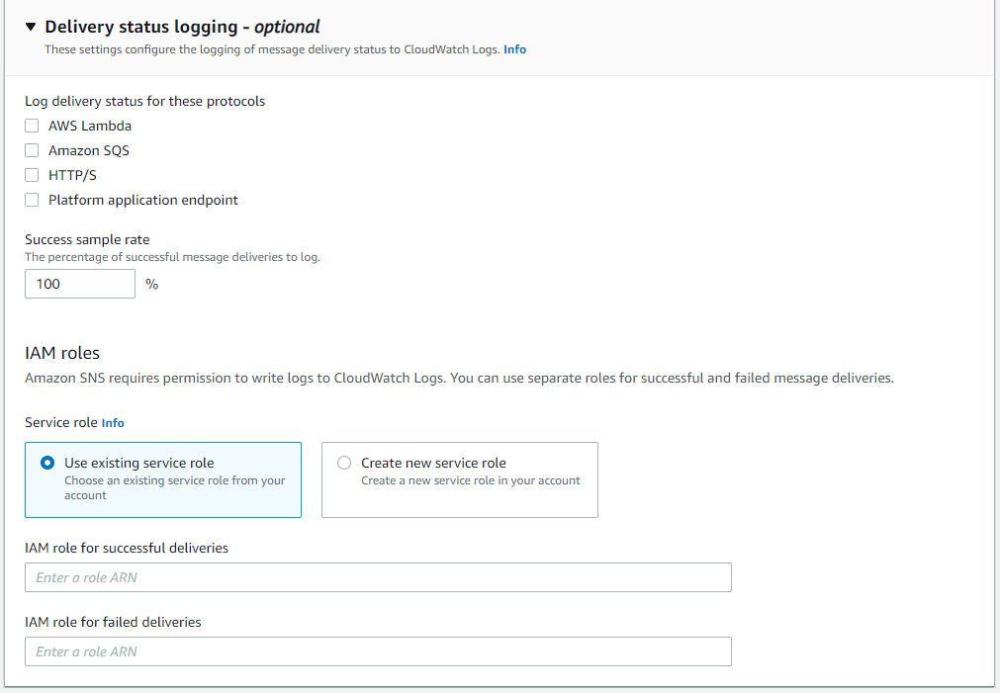 Delivery status logging - optional
These settings configure the logging of message delivery status to CloudWatch Logs. Info
Log delivery status for these protocols
AWS Lambda
Amazon SQS
HTTP/S
Platform application endpoint
Success sample rate
The percentage of successful message deliveries to log.
100 %
IAM roles
Amazon SNS requires permission to write logs to CloudWatch Logs. You can use separate roles for successful and failed message deliveries.
Service role Info
Use existing service role
Choose an existing service role from your
account
Create new service role
Create a new service role in your account
IAM role for successful deliveries
Enter a role ARN
IAM role for failed deliveries
Enter a role ARN